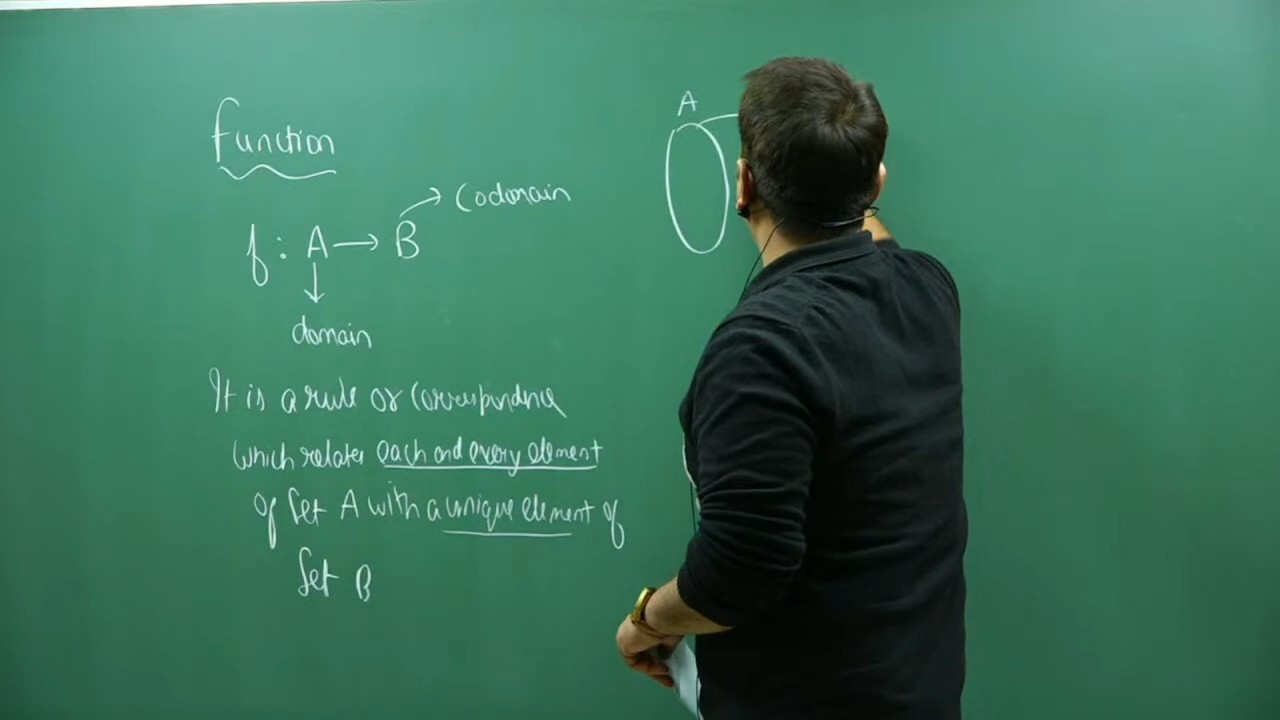 Function
f : A → B → Codomain
↓
domain
It is a rule or Correspondence
which relates each and every element
of Set A with a unique element of
Set B
A